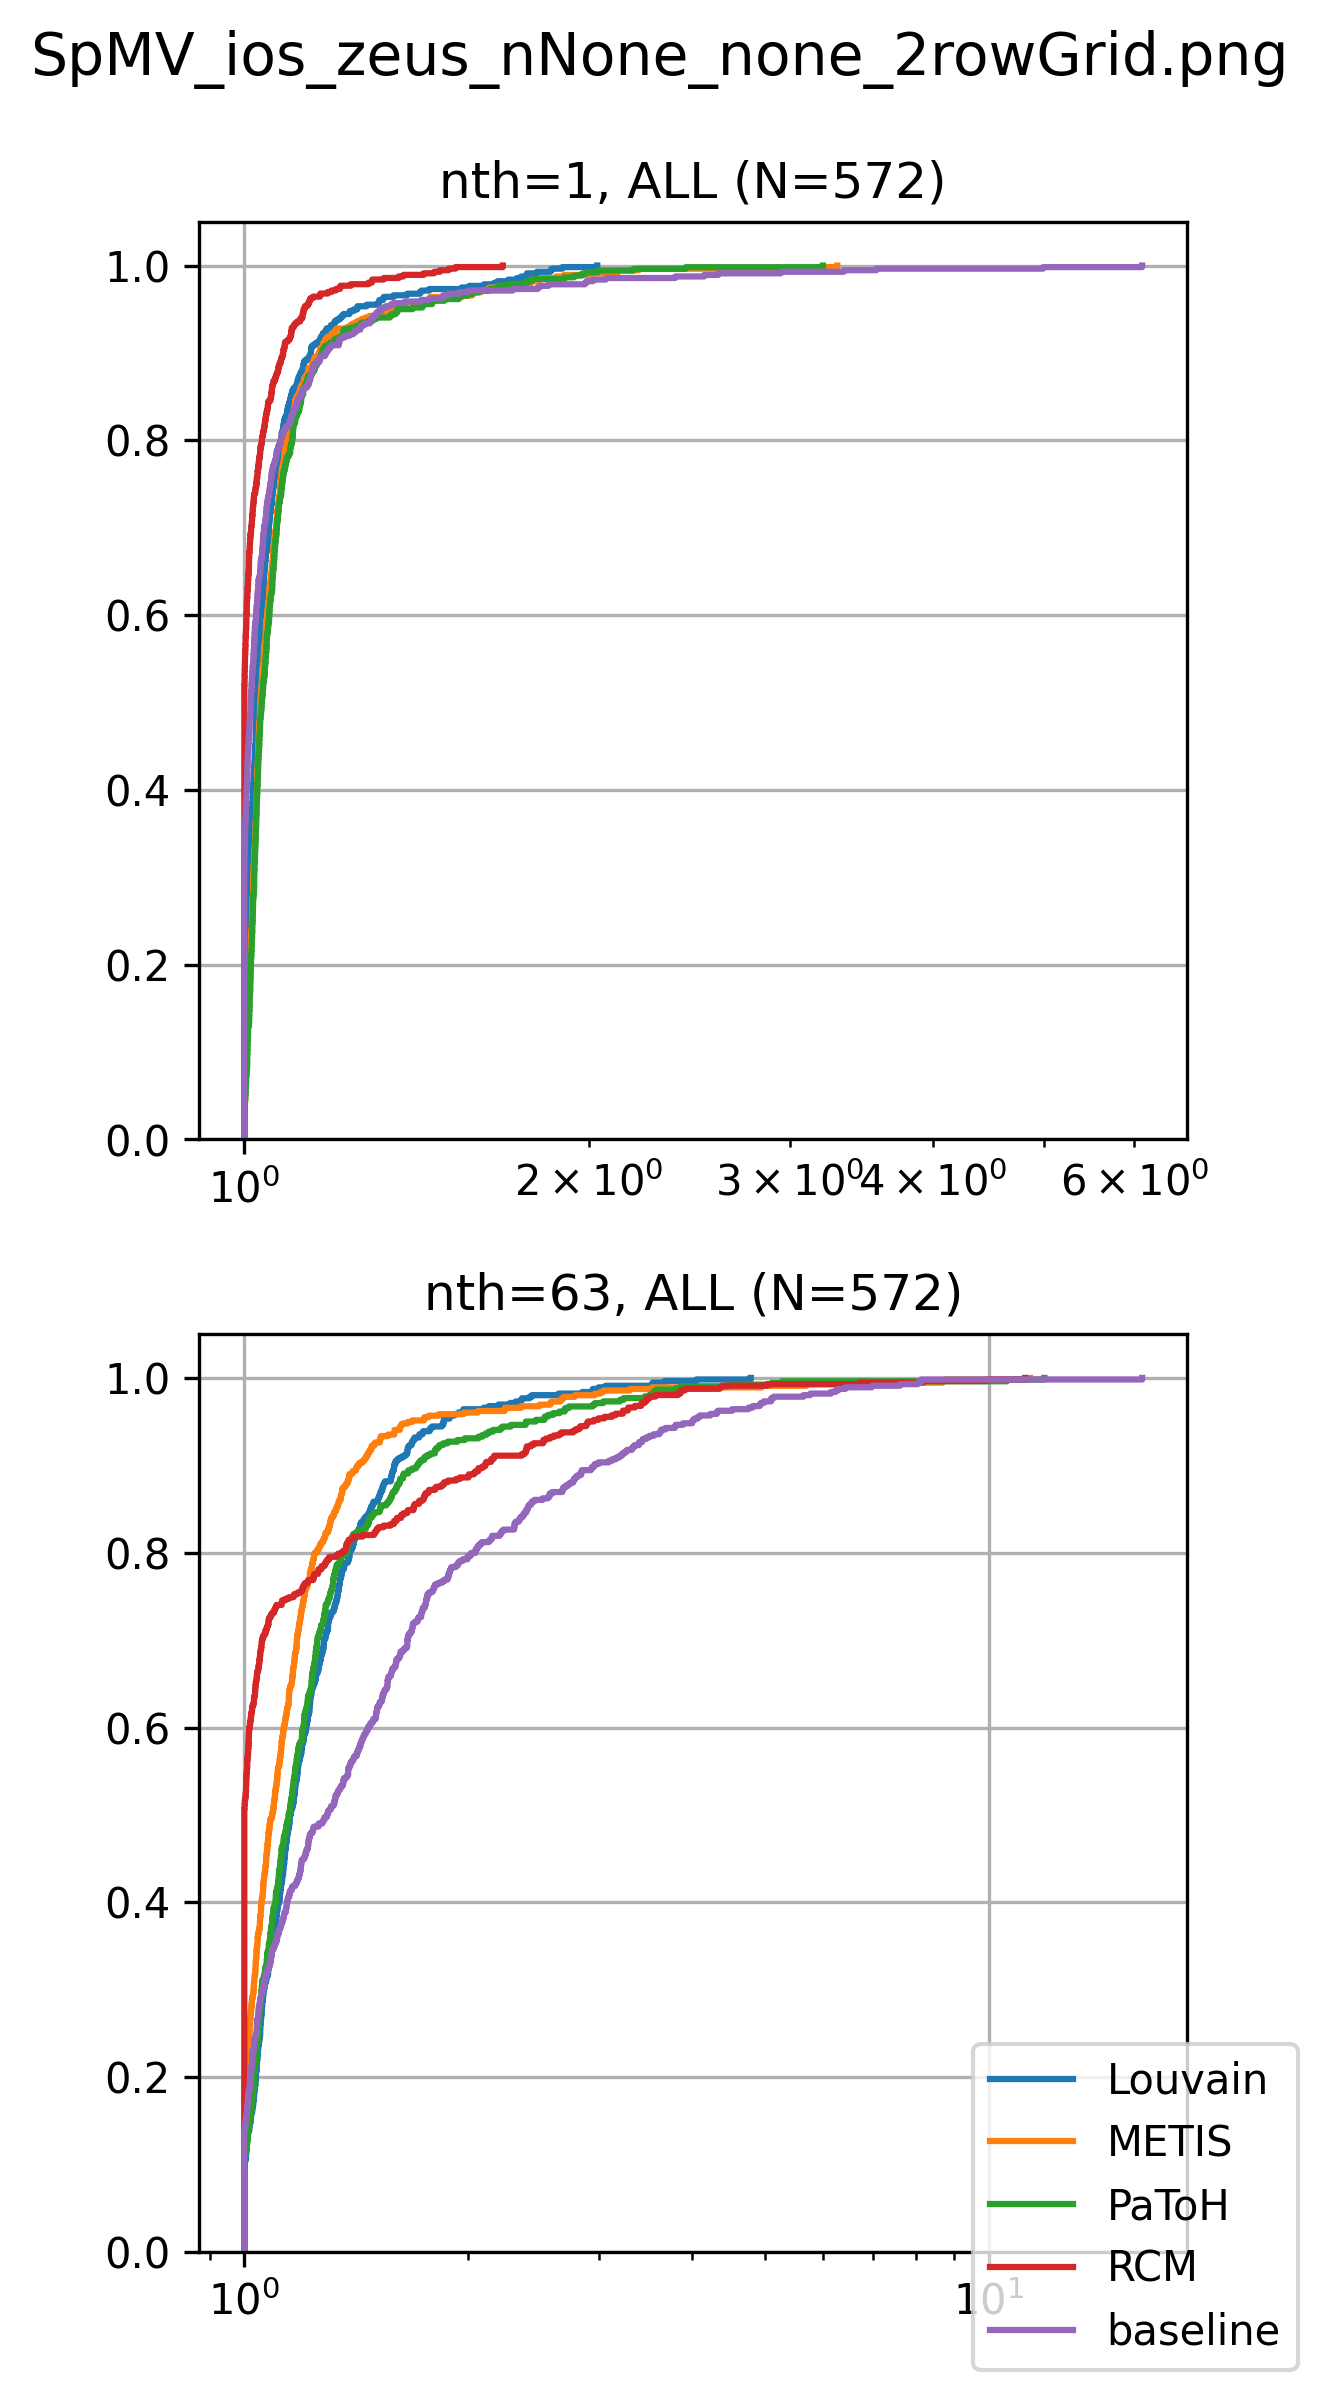 SpMV_ios_zeus_nNone_none_2rowGrid.png
nth=1, ALL (N=572)
1.0
0.8
0.6
0.4
0.2
0.0
10⁰ 2×10⁰ 3×10⁰ 4×10⁰ 6×10⁰
nth=63, ALL (N=572)
1.0
0.8
0.6
0.4
0.2
0.0
10⁰ 10¹
Louvain
METIS
PaToH
RCM
baseline